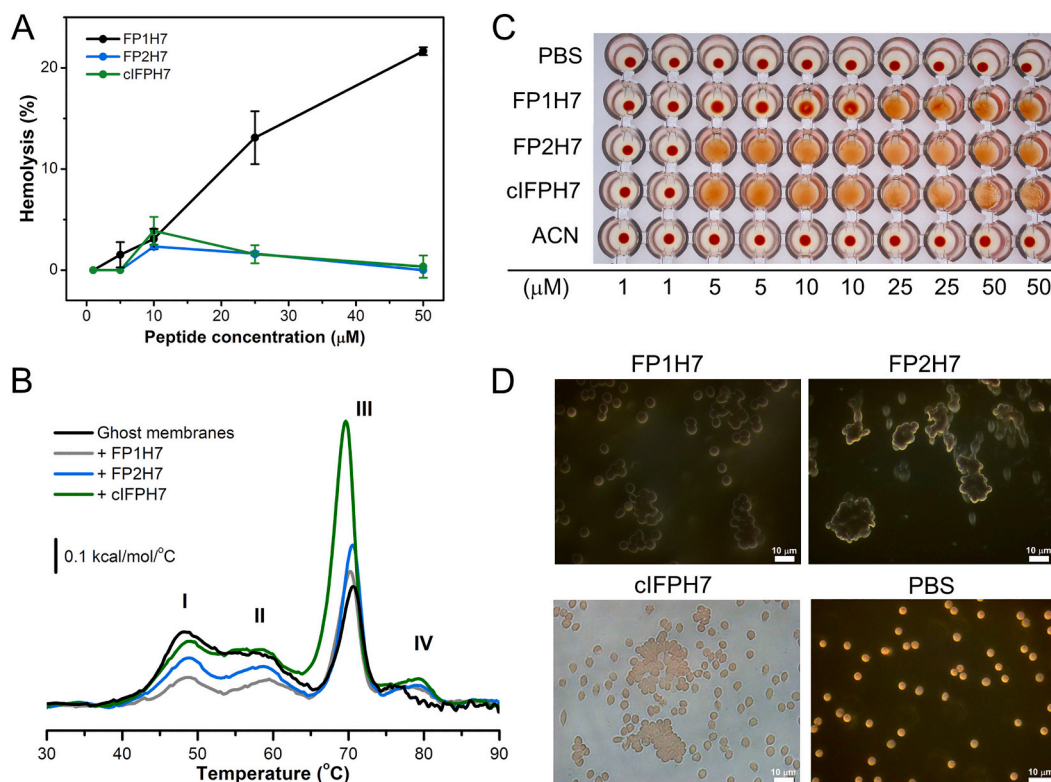 A
FP1H7
FP2H7
cIFPH7
20
10
0
Hemolysis (%)
0 10 20 30 40 50
Peptide concentration (μM)
B
Ghost membranes
+ FP1H7
+ FP2H7
+ cIFPH7
0.1 kcal/mol/°C
I
II
III
IV
30 40 50 60 70 80 90
Temperature (°C)
C
PBS
FP1H7
FP2H7
cIFPH7
ACN
(μM) 1 1 5 5 10 10 25 25 50 50
D
FP1H7
10 μm
FP2H7
10 μm
cIFPH7
10 μm
PBS
10 μm